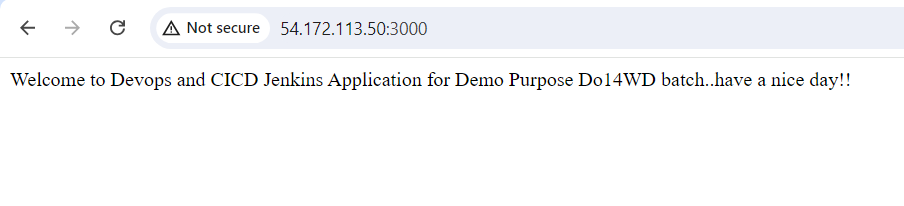 Not secure 54.172.113.50:3000
Welcome to Devops and CICD Jenkins Application for Demo Purpose Do14WD batch..have a nice day!!